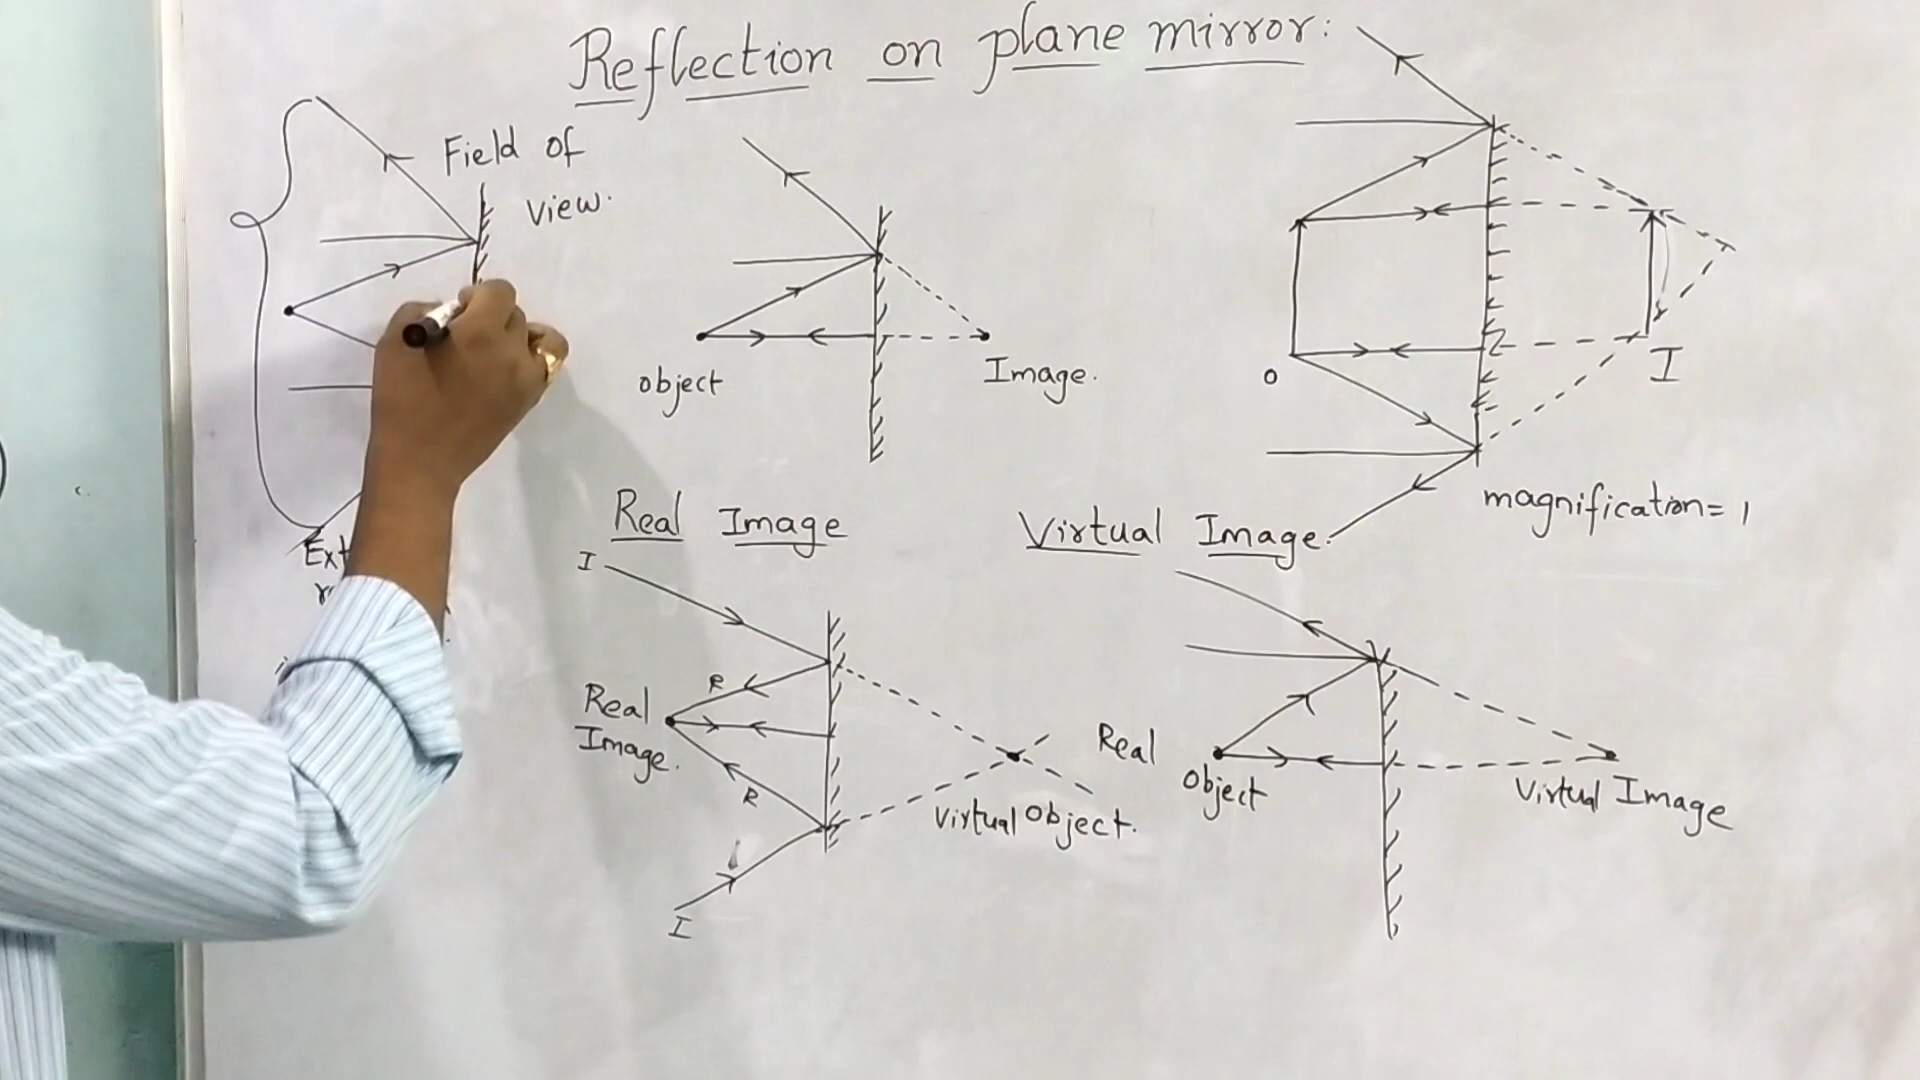 Reflection on plane mirror:
Field of
view.
object
Image.
O
I
magnification= 1
Real Image
Virtual Image.
I
R
Real
Image.
R
I
Virtual Object.
Real
Object
Virtual Image